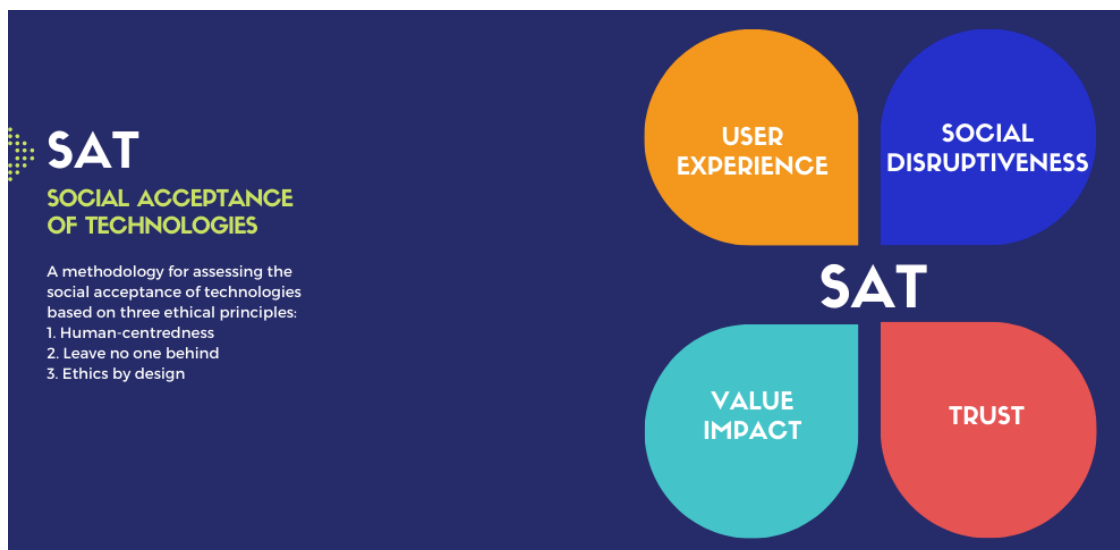 SAT
SOCIAL ACCEPTANCE
OF TECHNOLOGIES
A methodology for assessing the
social acceptance of technologies
based on three ethical principles:
1. Human-centredness
2. Leave no one behind
3. Ethics by design
USER
EXPERIENCE
SOCIAL
DISRUPTIVENESS
SAT
VALUE
IMPACT
TRUST